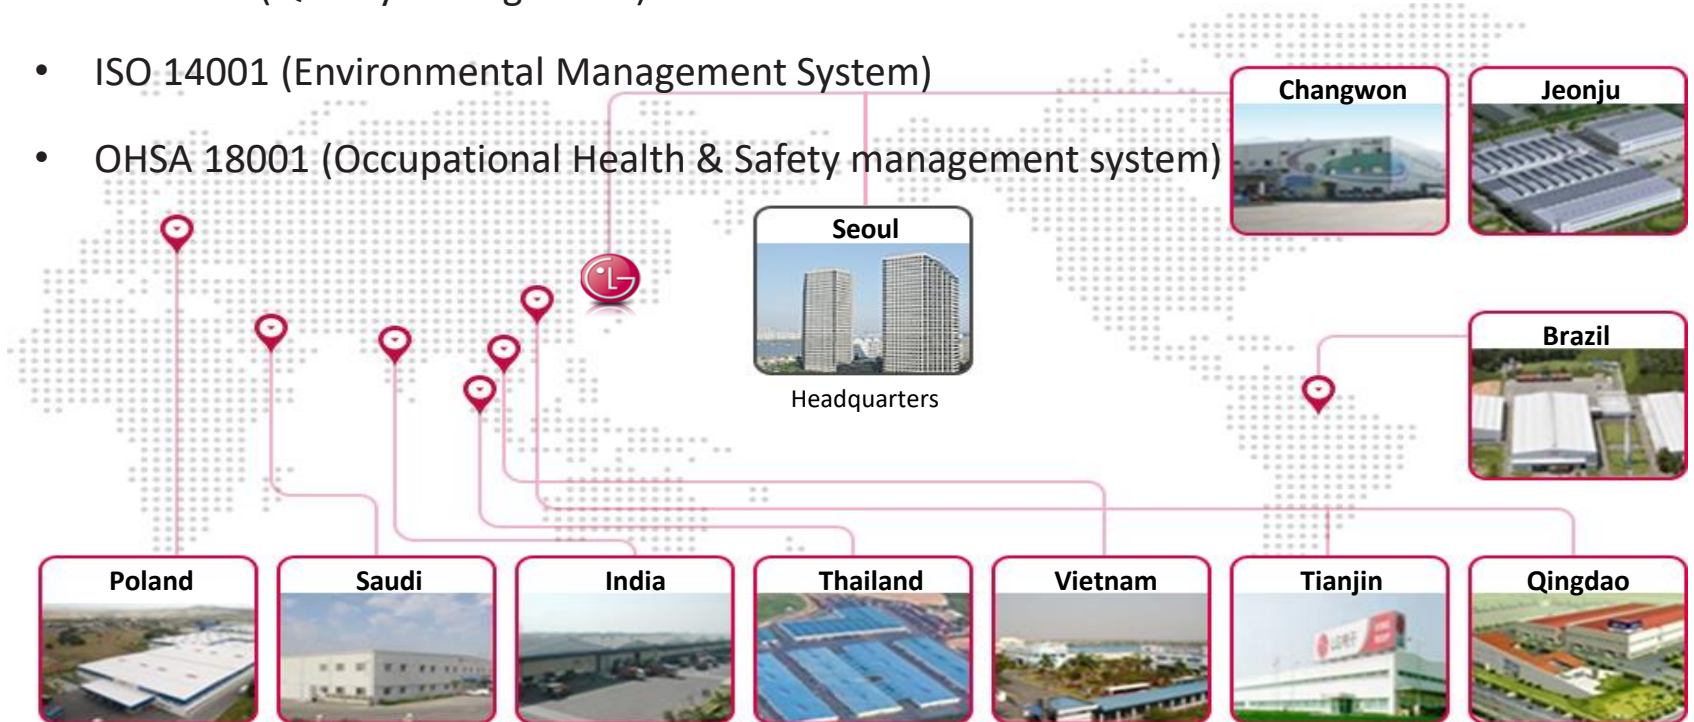 • ISO 14001 (Environmental Management System)
• OHSA 18001 (Occupational Health & Safety management system)
Changwon
Jeonju
Seoul
LG
Headquarters
Brazil
Poland
Saudi
India
Thailand
Vietnam
Tianjin
Qingdao